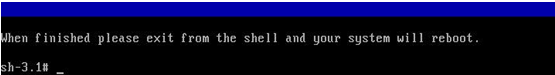 When finished please exit from the shell and your system will reboot.
sh-3.1# _